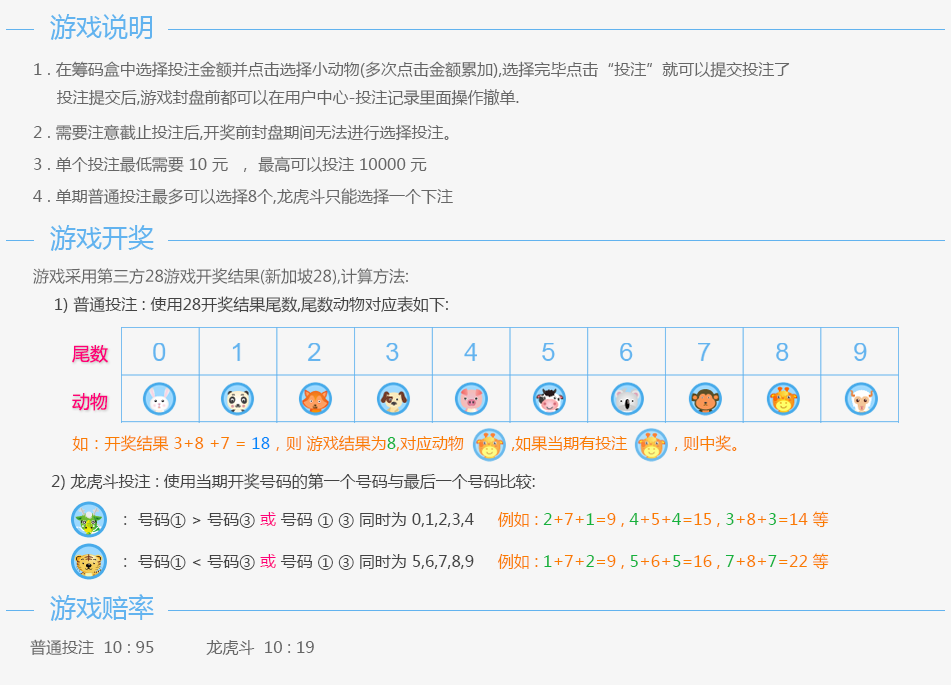 游戏说明
1 . 在筹码盒中选择投注金额并点击选择小动物(多次点击金额累加),选择完毕点击“投注”就可以提交投注了
投注提交后,游戏封盘前都可以在用户中心-投注记录里面操作撤单.
2 . 需要注意截止投注后,开奖前封盘期间无法进行选择投注。
3 . 单个投注最低需要 10 元 ，最高可以投注 10000 元
4 . 单期普通投注最多可以选择8个,龙虎斗只能选择一个下注
游戏开奖
游戏采用第三方28游戏开奖结果(新加坡28),计算方法:
1) 普通投注 : 使用28开奖结果尾数,尾数动物对应表如下:
尾数 0 1 2 3 4 5 6 7 8 9
动物
如 : 开奖结果 3+8 +7 = 18 , 则 游戏结果为8,对应动物 ,如果当期有投注 , 则中奖。
2) 龙虎斗投注 : 使用当期开奖号码的第一个号码与最后一个号码比较:
: 号码① > 号码③ 或 号码 ① ③ 同时为 0,1,2,3,4 例如 : 2+7+1=9 , 4+5+4=15 , 3+8+3=14 等
: 号码① < 号码③ 或 号码 ① ③ 同时为 5,6,7,8,9 例如 : 1+7+2=9 , 5+6+5=16 , 7+8+7=22 等
游戏赔率
普通投注 10 : 95 龙虎斗 10 : 19